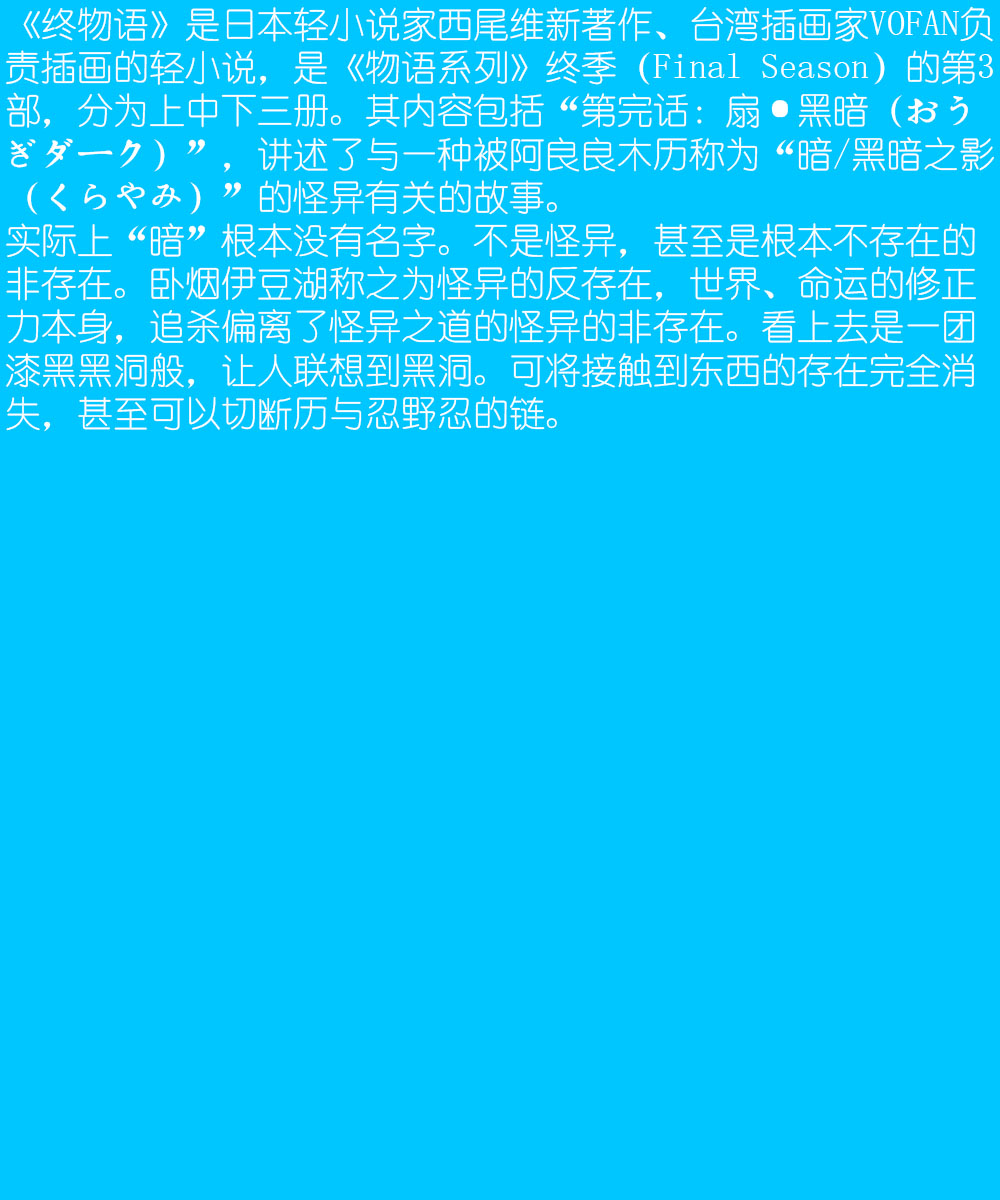 《终物语》是日本轻小说家西尾维新著作、台湾插画家VOFAN负
责插画的轻小说，是《物语系列》终季（Final Season）的第3
部，分为上中下三册。其内容包括“第完话：扇●黑暗（おう
ぎダーク）”，讲述了与一种被阿良良木历称为“暗/黑暗之影
（くらやみ）”的怪异有关的故事。
实际上“暗”根本没有名字。不是怪异，甚至是根本不存在的
非存在。卧烟伊豆湖称之为怪异的反存在，世界、命运的修正
力本身，追杀偏离了怪异之道的怪异的非存在。看上去是一团
漆黑黑洞般，让人联想到黑洞。可将接触到东西的存在完全消
失，甚至可以切断历与忍野忍的链。